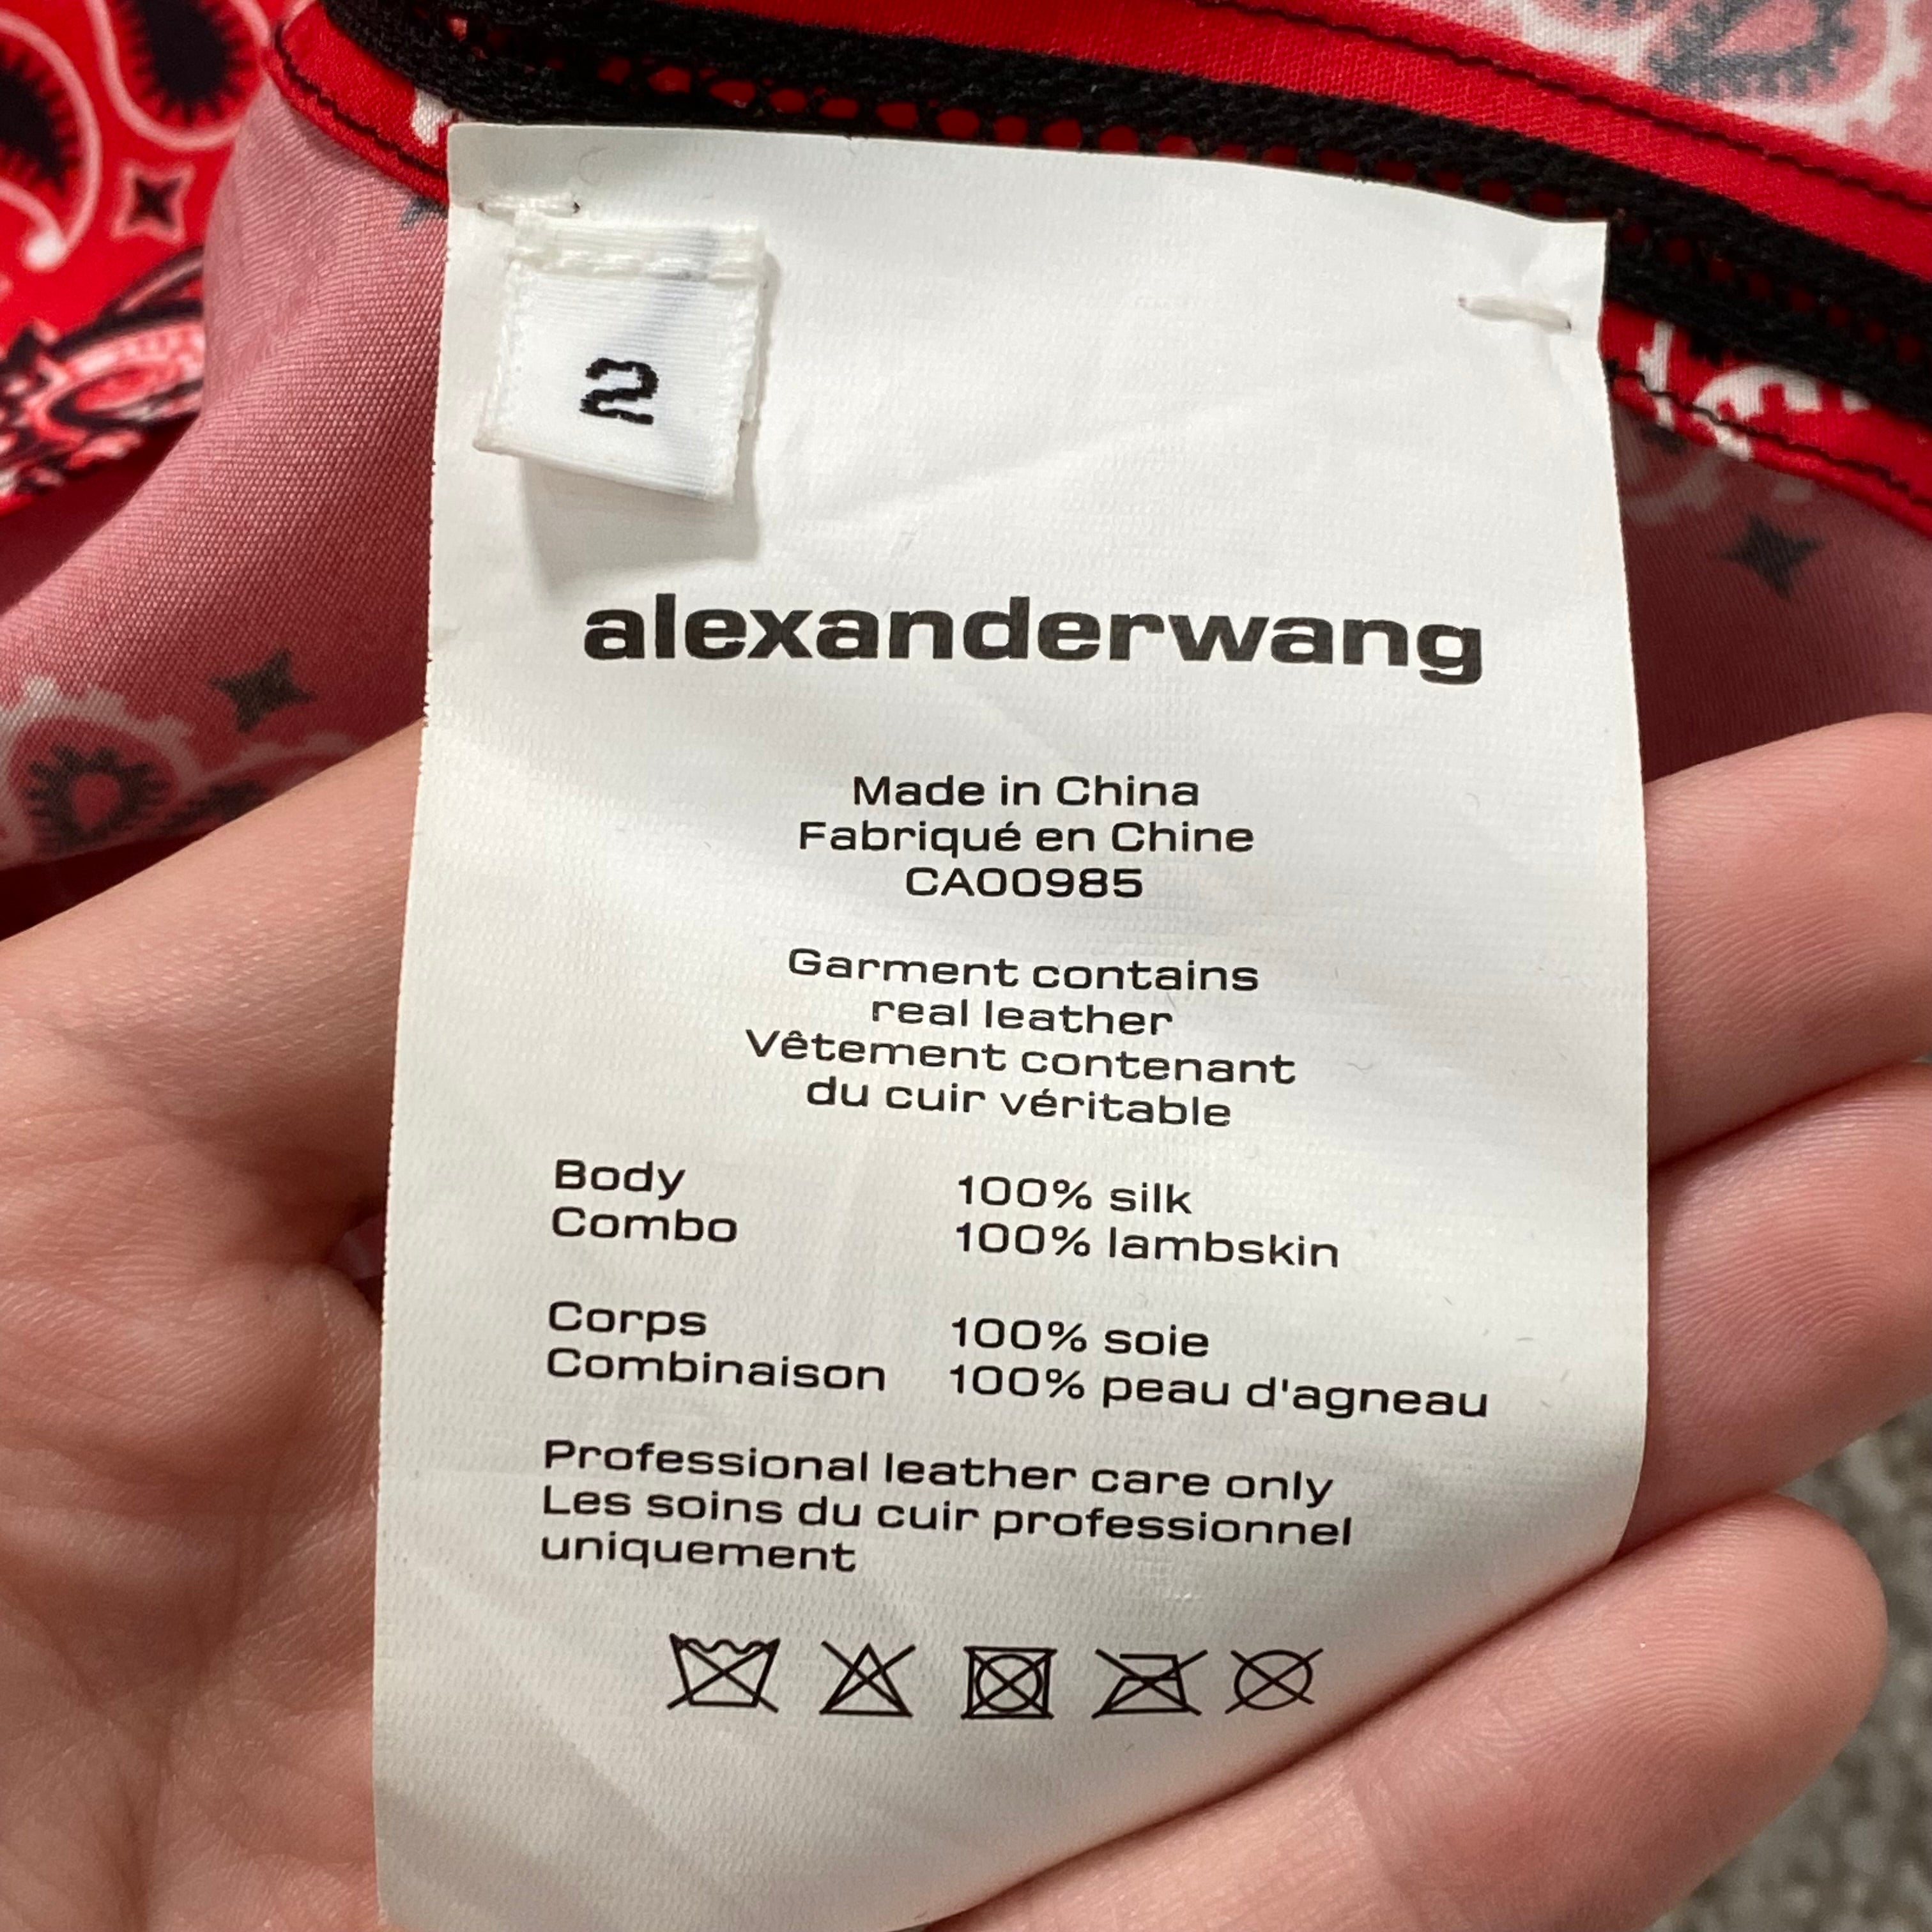 2
alexanderwang
Made in China
Fabriqué en Chine
CA00985
Garment contains
real leather
Vêtement contenant
du cuir véritable
Body 100% silk
Combo 100% lambskin
Corps 100% soie
Combinaison 100% peau d'agneau
Professional leather care only
Les soins du cuir professionnel
uniquement